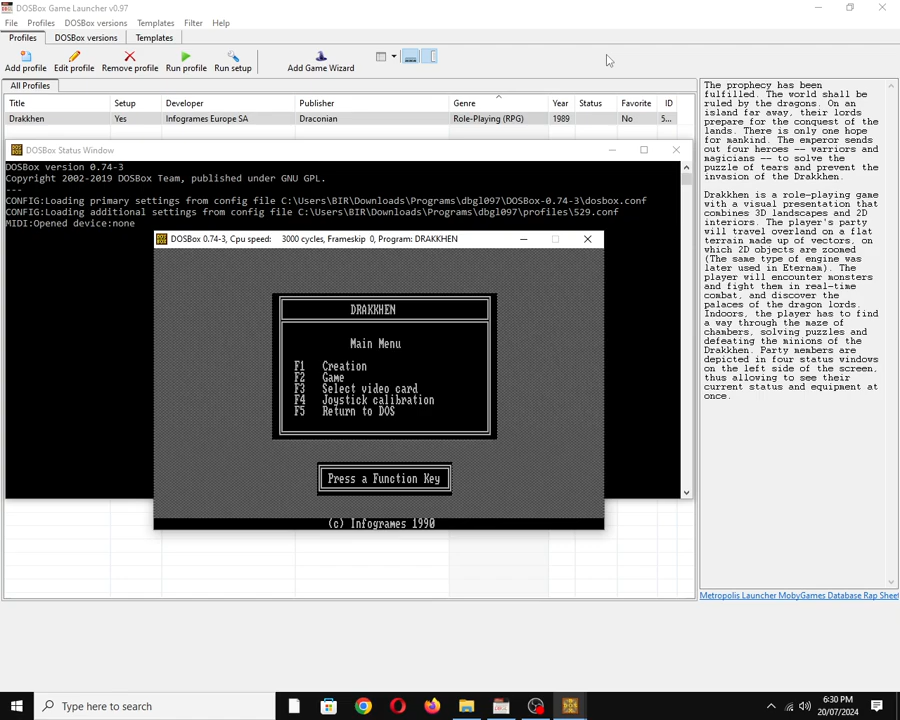 DOSBox Game Launcher v0.97
File Profiles DOSBox versions Templates Filter Help
Profiles DOSBox versions Templates
Add profile Edit profile Remove profile Run profile Run setup Add Game Wizard
All Profiles
Title Setup Developer Publisher Genre Year Status Favorite ID
Drakkhen Yes Infogrames Europe SA Draconian Role-Playing (RPG) 1989 No 5...
DOSBox Status Window
DOSBox version 0.74-3
Copyright 2002-2019 DOSBox Team, published under GNU GPL.
---
CONFIG:Loading primary settings from config file C:\Users\BIR\Downloads\Programs\dbgl097\DOSBox-0.74-3\dosbox.conf
CONFIG:Loading additional settings from config file C:\Users\BIR\Downloads\Programs\dbgl097\profiles\529.conf
MIDI:Opened device:none
DOSBox 0.74-3, Cpu speed: 3000 cycles, Frameskip 0, Program: DRAKKHEN
DRAKKHEN
Main Menu
F1 Creation
F2 Game
F3 Select video card
F4 Joystick calibration
F5 Return to DOS
Press a Function Key
(c) Infogrames 1990
The prophecy has been
fulfilled. The world shall be
ruled by the dragons. On an
island far away, their lords
prepare for the conquest of the
lands. There is only one hope
for mankind. The emperor sends
out four heroes -- warriors and
magicians -- to solve the
puzzle of tears and prevent the
invasion of the Drakkhen.
Drakkhen is a role-playing game
with a visual presentation that
combines 3D landscapes and 2D
interiors. The player's party
will travel overland on a flat
terrain made up of vectors, on
which 2D objects are zoomed
(The same type of engine was
later used in Eternam). The
player will encounter monsters
and fight them in real-time
combat, and discover the
palaces of the dragon lords.
Indoors, the player has to find
a way through the maze of
chambers, solving puzzles and
defeating the minions of the
Drakkhen. Party members are
depicted in four status windows
on the left side of the screen,
thus allowing to see their
current status and equipment at
once.
Metropolis Launcher MobyGames Database Rap Sheet
Type here to search
6:30 PM
20/07/2024